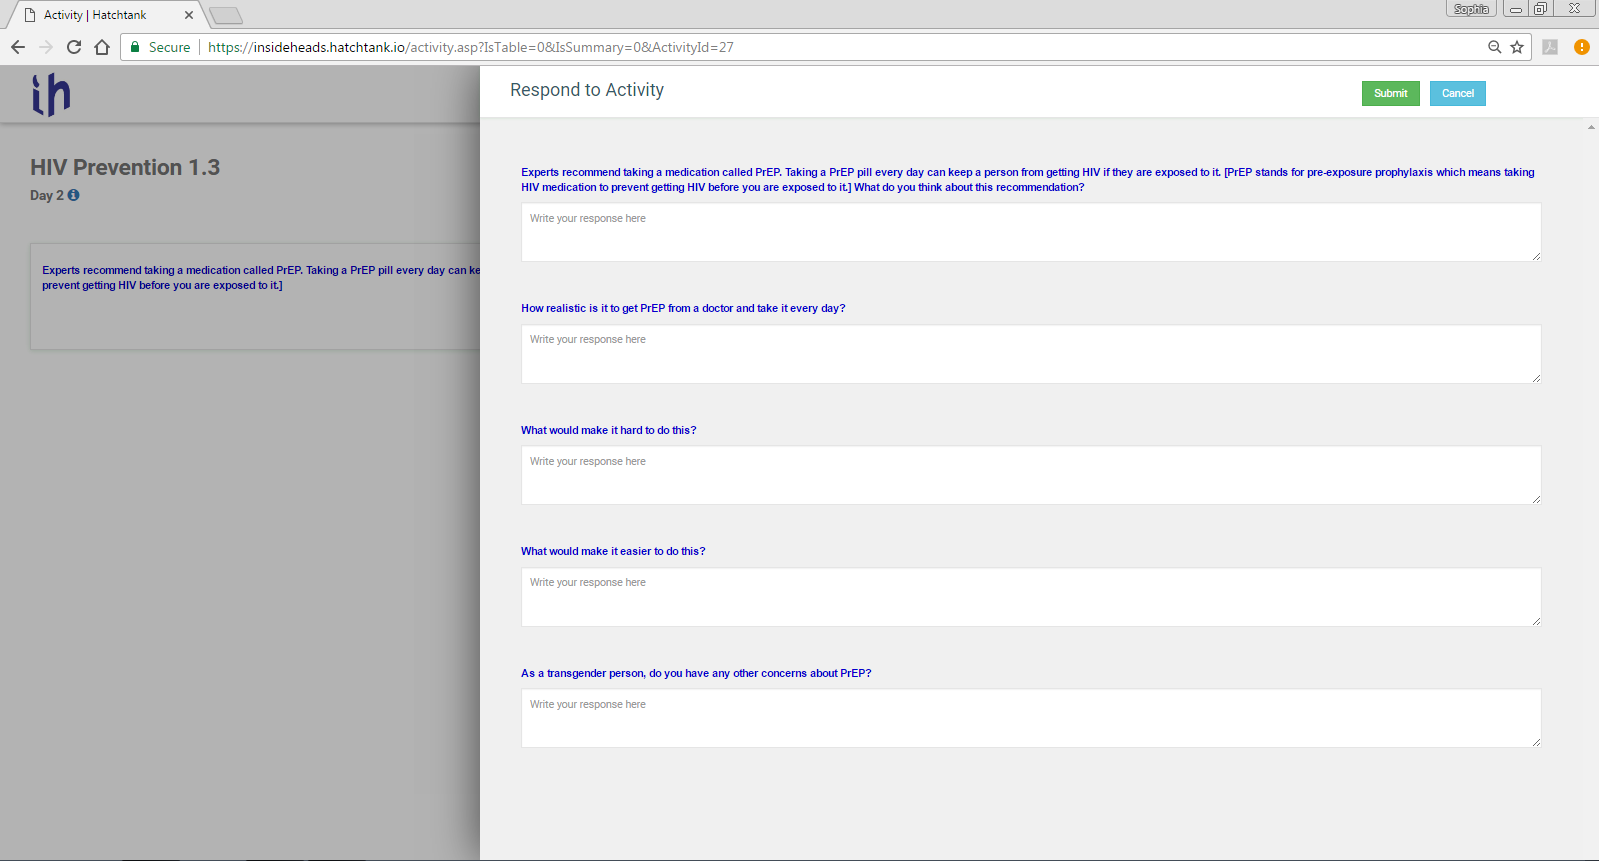 Activity | Hatchtank
Sophia
Secure
https://insideheads.hatchtank.io/activity.asp?IsTable=0&IsSummary=0&ActivityId=27
ih
HIV Prevention 1.3
Day 2
Experts recommend taking a medication called PrEP. Taking a PrEP pill every day can ke
prevent getting HIV before you are exposed to it.]
Respond to Activity
Submit
Cancel
Experts recommend taking a medication called PrEP. Taking a PrEP pill every day can keep a person from getting HIV if they are exposed to it. [PrEP stands for pre-exposure prophylaxis which means taking
HIV medication to prevent getting HIV before you are exposed to it.] What do you think about this recommendation?
Write your response here
How realistic is it to get PrEP from a doctor and take it every day?
Write your response here
What would make it hard to do this?
Write your response here
What would make it easier to do this?
Write your response here
As a transgender person, do you have any other concerns about PrEP?
Write your response here